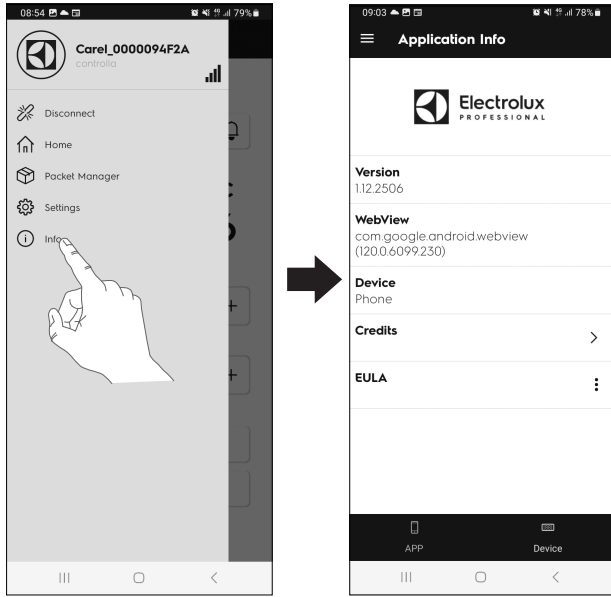 08:54
79%
Carel_0000094F2A
controlla
Disconnect
Home
Packet Manager
Settings
Info
09:03
78%
Application Info
Electrolux
PROFESSIONAL
Version
1.12.2506
WebView
com.google.android.webview
(120.0.6099.230)
Device
Phone
Credits
EULA
APP
Device